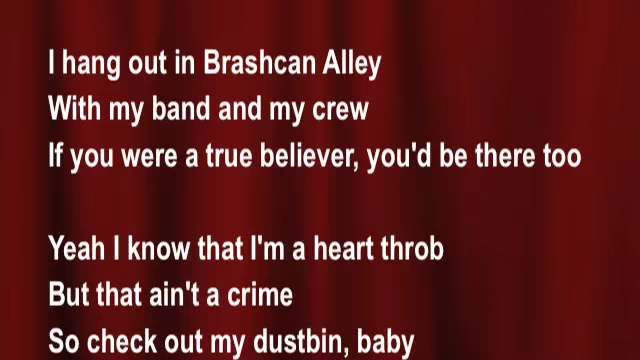 I hang out in Brashcan Alley
With my band and my crew
If you were a true believer, you'd be there too
Yeah I know that I'm a heart throb
But that ain't a crime
So check out my dustbin, baby